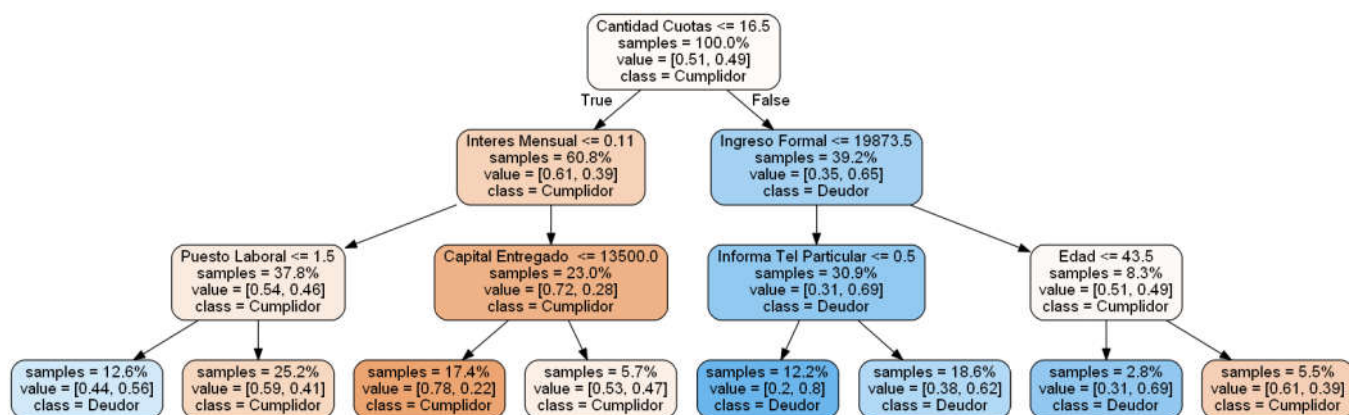 Cantidad Cuotas <= 16.5
samples = 100.0%
value = [0.51, 0.49]
class = Cumplidor
True
False
Interes Mensual <= 0.11
samples = 60.8%
value = [0.61, 0.39]
class = Cumplidor
Ingreso Formal <= 19873.5
samples = 39.2%
value = [0.35, 0.65]
class = Deudor
Puesto Laboral <= 1.5
samples = 37.8%
value = [0.54, 0.46]
class = Cumplidor
Capital Entregado <= 13500.0
samples = 23.0%
value = [0.72, 0.28]
class = Cumplidor
Informa Tel Particular <= 0.5
samples = 30.9%
value = [0.31, 0.69]
class = Deudor
Edad <= 43.5
samples = 8.3%
value = [0.51, 0.49]
class = Cumplidor
samples = 12.6%
value = [0.44, 0.56]
class = Deudor
samples = 25.2%
value = [0.59, 0.41]
class = Cumplidor
samples = 17.4%
value = [0.78, 0.22]
class = Cumplidor
samples = 5.7%
value = [0.53, 0.47]
class = Cumplidor
samples = 12.2%
value = [0.2, 0.8]
class = Deudor
samples = 18.6%
value = [0.38, 0.62]
class = Deudor
samples = 2.8%
value = [0.31, 0.69]
class = Deudor
samples = 5.5%
value = [0.61, 0.39]
class = Cumplidor